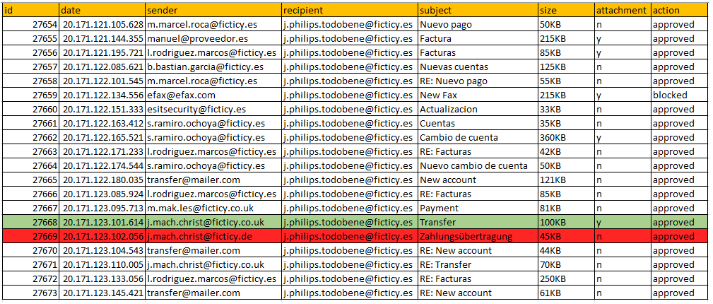 id date sender recipient subject size attachment action
27654 20.171.121.105.628 m.marcel.roca@ficticy.es j.philips.todobene@ficticy.es Nuevo pago 50KB n approved
27655 20.171.121.144.355 manuel@proveedor.es j.philips.todobene@ficticy.es Factura 215KB y approved
27656 20.171.121.195.721 l.rodriguez.marcos@ficticy.es j.philips.todobene@ficticy.es Facturas 85KB y approved
27657 20.171.122.085.621 b.bastian.garcia@ficticy.es j.philips.todobene@ficticy.es Nuevas cuentas 125KB n approved
27658 20.171.122.101.545 m.marcel.roca@ficticy.es j.philips.todobene@ficticy.es RE: Nuevo pago 55KB n approved
27659 20.171.122.134.556 efax@efax.com j.philips.todobene@ficticy.es New Fax 215KB y blocked
27660 20.171.122.151.333 esitsecurity@ficticy.es j.philips.todobene@ficticy.es Actualizacion 33KB n approved
27661 20.171.122.163.412 s.ramiro.ochoya@ficticy.es j.philips.todobene@ficticy.es Cuentas 35KB n approved
27662 20.171.122.165.521 s.ramiro.ochoya@ficticy.es j.philips.todobene@ficticy.es Cambio de cuenta 360KB y approved
27663 20.171.122.171.233 l.rodriguez.marcos@ficticy.es j.philips.todobene@ficticy.es RE: Facturas 42KB n approved
27664 20.171.122.174.544 s.ramiro.ochoya@ficticy.es j.philips.todobene@ficticy.es Nuevo cambio de cuenta 50KB n approved
27665 20.171.122.180.035 transfer@mailer.com j.philips.todobene@ficticy.es New account 121KB n approved
27666 20.171.123.085.924 l.rodriguez.marcos@ficticy.es j.philips.todobene@ficticy.es RE: Facturas 85KB n approved
27667 20.171.123.095.713 m.mak.les@ficticy.co.uk j.philips.todobene@ficticy.es Payment 81KB n approved
27668 20.171.123.101.614 j.mach.christ@ficticy.co.uk j.philips.todobene@ficticy.es Transfer 100KB y approved
27669 20.171.123.102.056 j.mach.christ@ficticy.de j.philips.todobene@ficticy.es Zahlungsübertragung 45KB n approved
27670 20.171.123.104.543 transfer@mailer.com j.philips.todobene@ficticy.es RE: New account 44KB n approved
27671 20.171.123.110.005 j.mach.christ@ficticy.co.uk j.philips.todobene@ficticy.es RE: Transfer 70KB n approved
27672 20.171.123.133.056 l.rodriguez.marcos@ficticy.es j.philips.todobene@ficticy.es RE: Facturas 250KB n approved
27673 20.171.123.145.421 transfer@mailer.com j.philips.todobene@ficticy.es RE: New account 61KB n approved